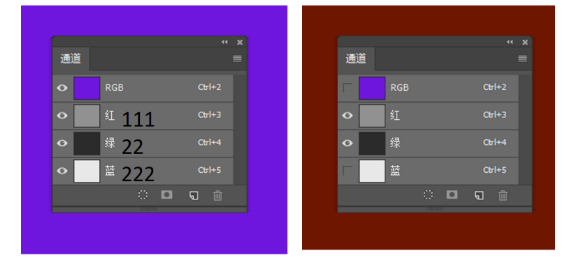 通道
RGB Ctrl+2
红 111 Ctrl+3
绿 22 Ctrl+4
蓝 222 Ctrl+5
通道
RGB Ctrl+2
红 Ctrl+3
绿 Ctrl+4
蓝 Ctrl+5